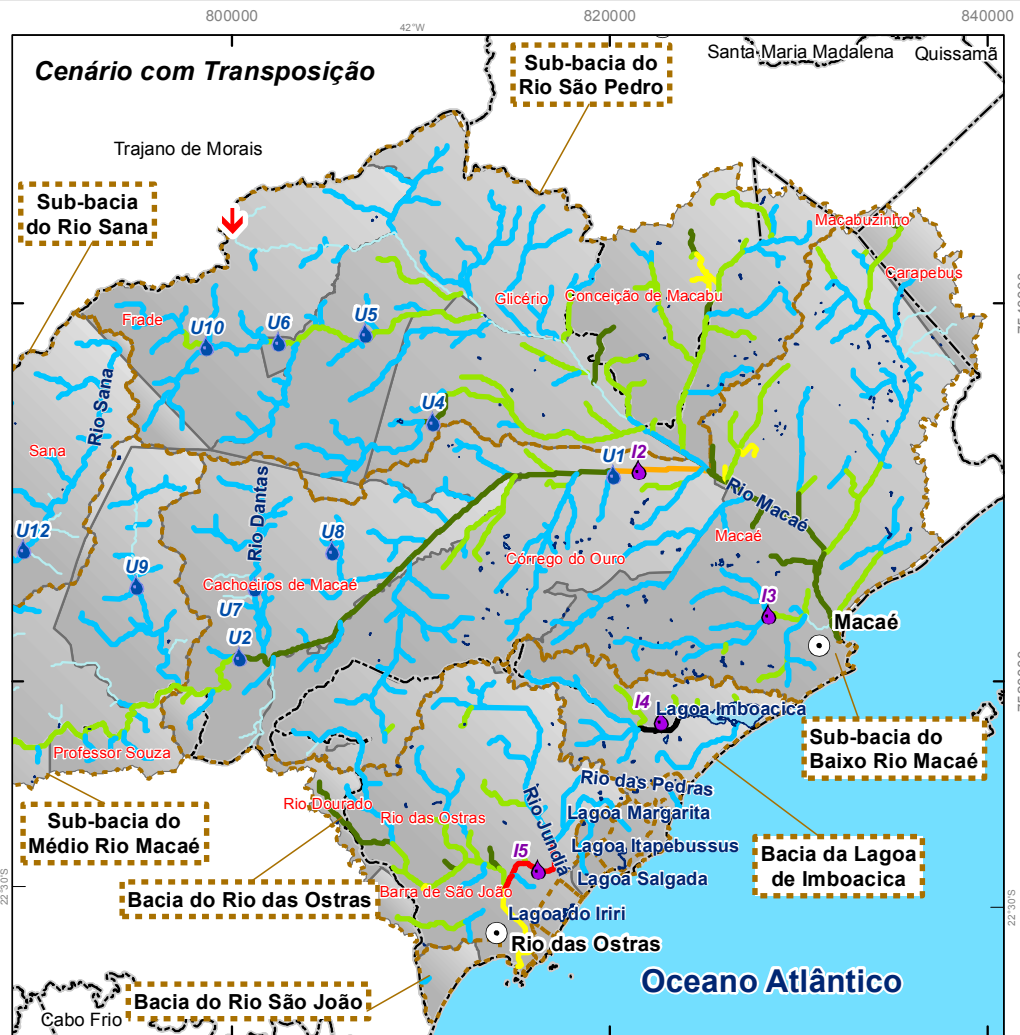 800000
820000
840000
42°W
Cenário com Transposição
Sub-bacia do
Rio São Pedro
Santa Maria Madalena
Quissamã
Trajano de Morais
Sub-bacia
do Rio Sana
Macabuzinho
Carapebus
Glicério
Conceição de Macabu
Frade
U10
U6
U5
U4
Rio Sana
Sana
U1
I2
Rio Macaé
Macaé
Rio Dantas
U12
U8
U9
Córrego do Ouro
Cachoeiros de Macaé
U7
U2
I3
Macaé
I4
Lagoa Imboacica
Sub-bacia do
Baixo Rio Macaé
Professor Souza
Rio das Pedras
Rio Dourado
Rio das Ostras
Rio Jundiá
Lagoa Margarita
Sub-bacia do
Médio Rio Macaé
Lagoa Itapebussus
I5
Bacia da Lagoa
de Imboacica
Lagoa Salgada
Barra de São João
Bacia do Rio das Ostras
22°30'S
22°30'S
Lagoa do Iriri
Rio das Ostras
Oceano Atlântico
Bacia do Rio São João
Cabo Frio